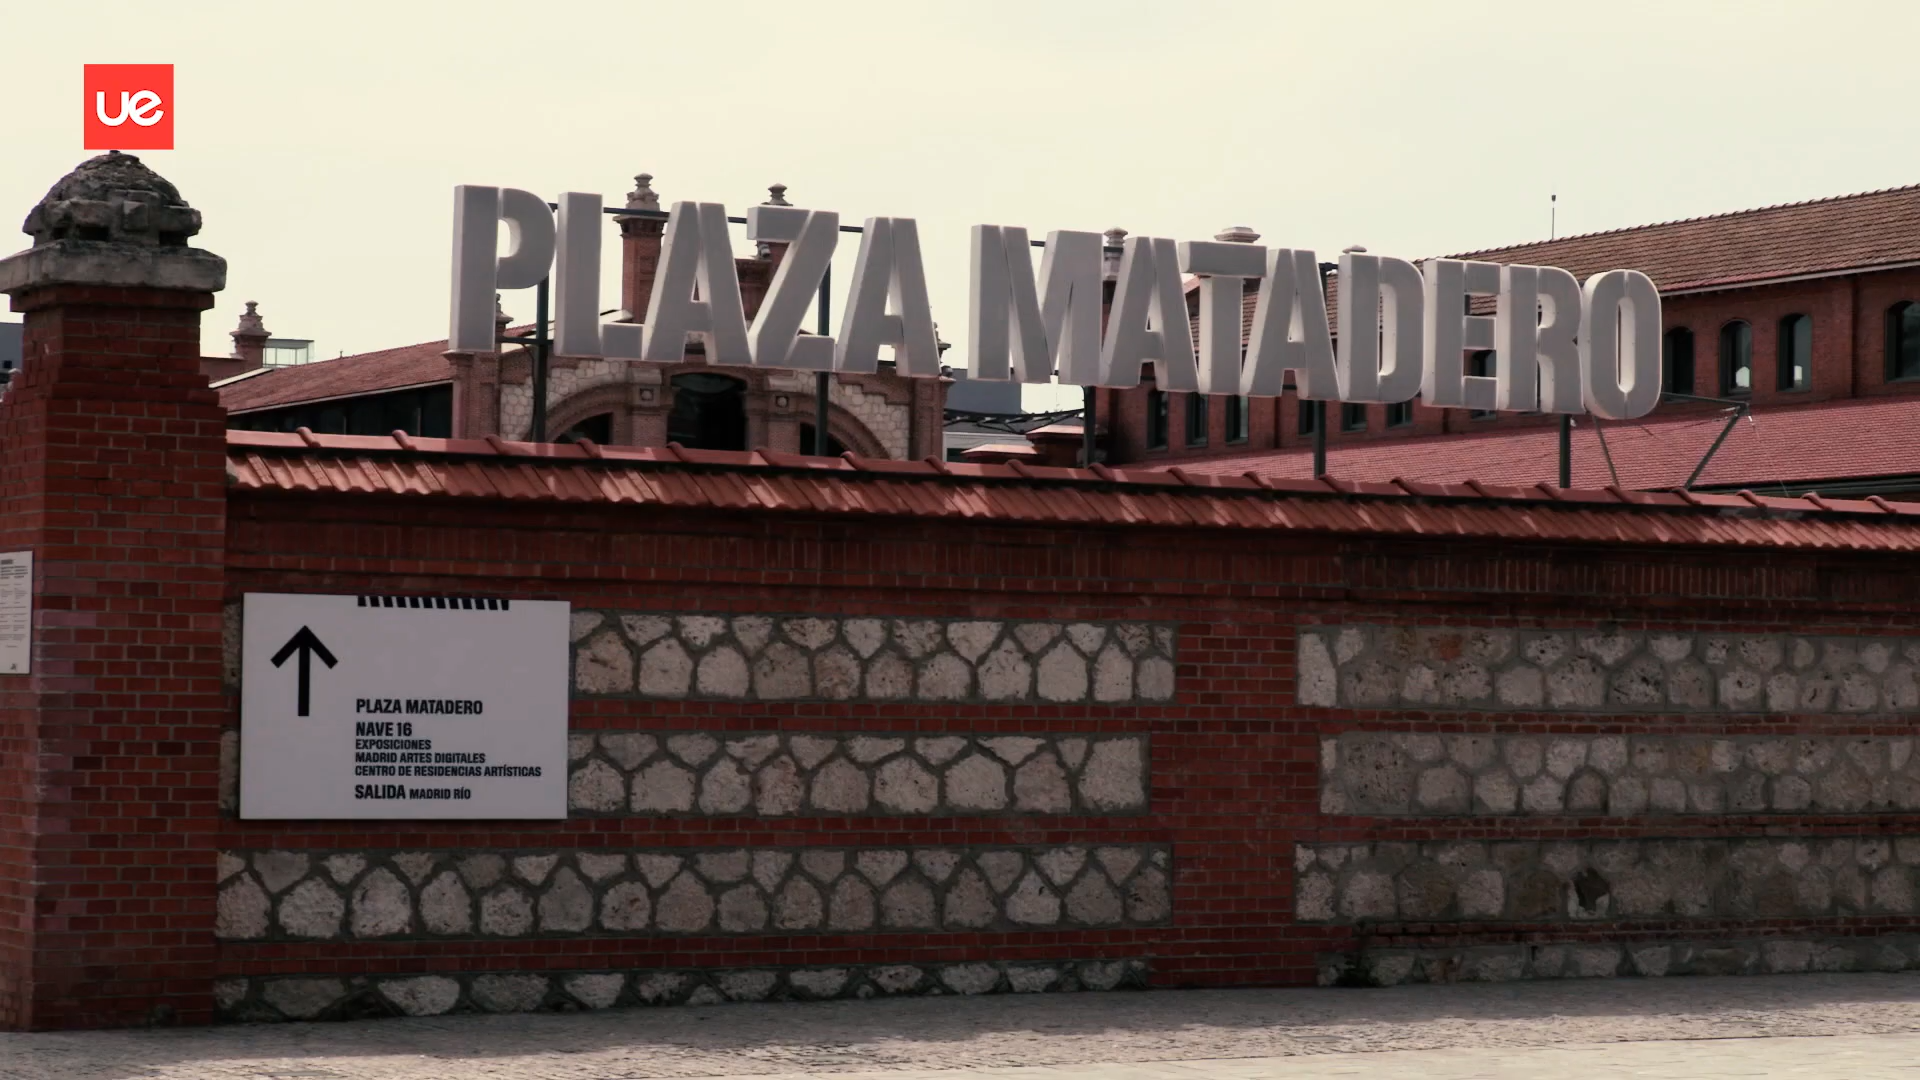 ue
PLAZA MATADERO
PLAZA MATADERO
NAVE 16
EXPOSICIONES
MADRID ARTES DIGITALES
CENTRO DE RESIDENCIAS ARTÍSTICAS
SALIDA MADRID RÍO